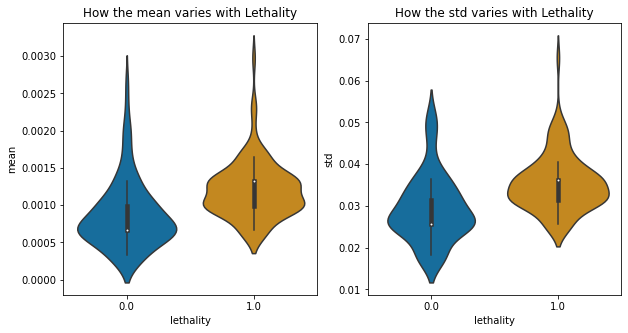 How the mean varies with Lethality
mean
0.0030
0.0025
0.0020
0.0015
0.0010
0.0005
0.0000
0.0 1.0
lethality
How the std varies with Lethality
std
0.07
0.06
0.05
0.04
0.03
0.02
0.01
0.0 1.0
lethality